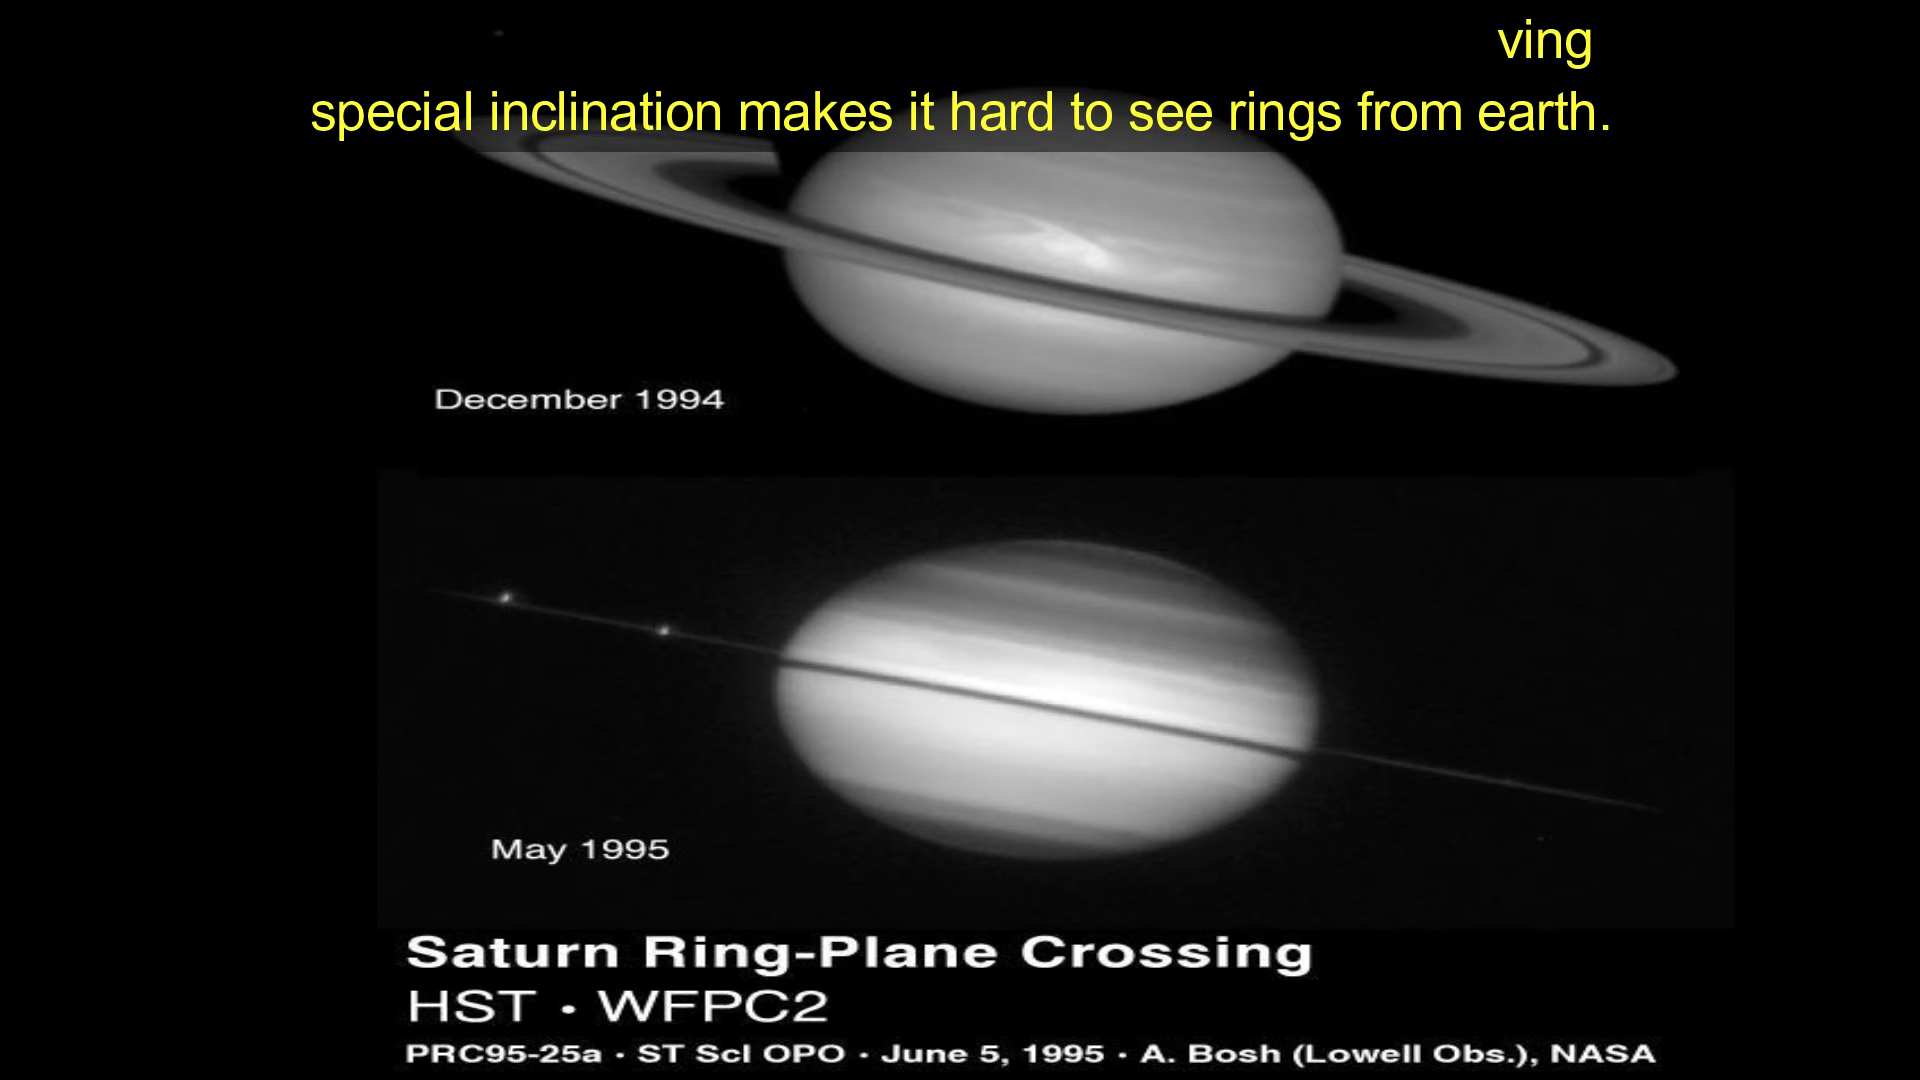 ving
special inclination makes it hard to see rings from earth.
December 1994
May 1995
Saturn Ring-Plane Crossing
HST · WFPC2
PRC95-25a · ST ScI OPO · June 5, 1995 · A. Bosh (Lowell Obs.), NASA